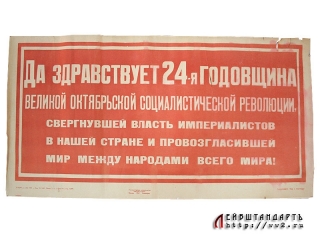 ДА ЗДРАВСТВУЕТ 24-я ГОДОВЩИНА
ВЕЛИКОЙ ОКТЯБРЬСКОЙ СОЦИАЛИСТИЧЕСКОЙ РЕВОЛЮЦИИ,
СВЕРГНУВШЕЙ ВЛАСТЬ ИМПЕРИАЛИСТОВ
В НАШЕЙ СТРАНЕ И ПРОВОЗГЛАСИВШЕЙ
МИР МЕЖДУ НАРОДАМИ ВСЕГО МИРА!